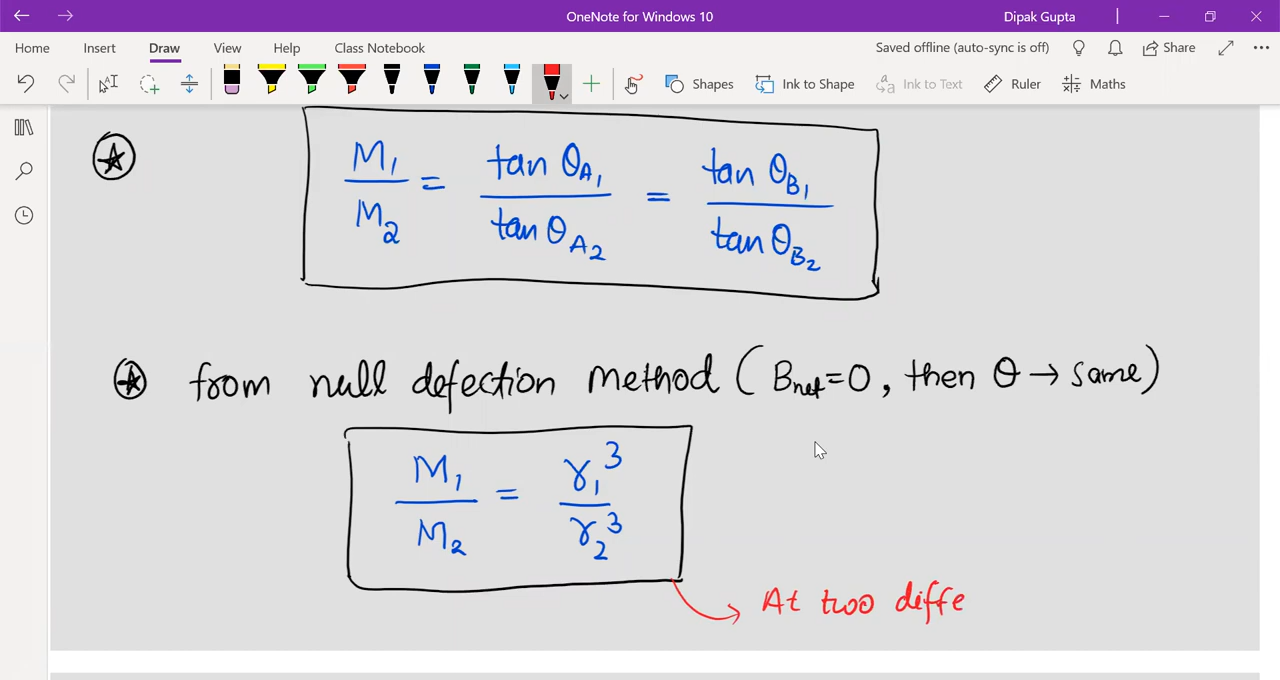 OneNote for Windows 10
Dipak Gupta
Home Insert Draw View Help Class Notebook
Saved offline (auto-sync is off)
Share
Shapes
Ink to Shape
Ink to Text
Ruler
Maths
M₁/M₂ = tan θA₁/tan θA₂ = tan θB₁/tan θB₂
from null defection method (Bnet=0, then θ → same)
M₁/M₂ = γ₁³/γ₂³
At two diffe